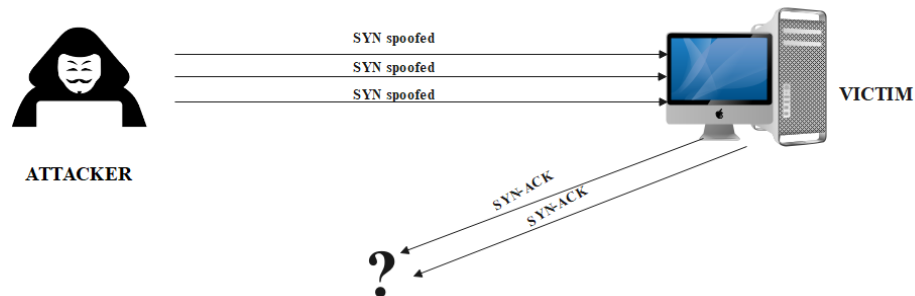 SYN spoofed
SYN spoofed
SYN spoofed
VICTIM
ATTACKER
SYN-ACK
SYN-ACK
?